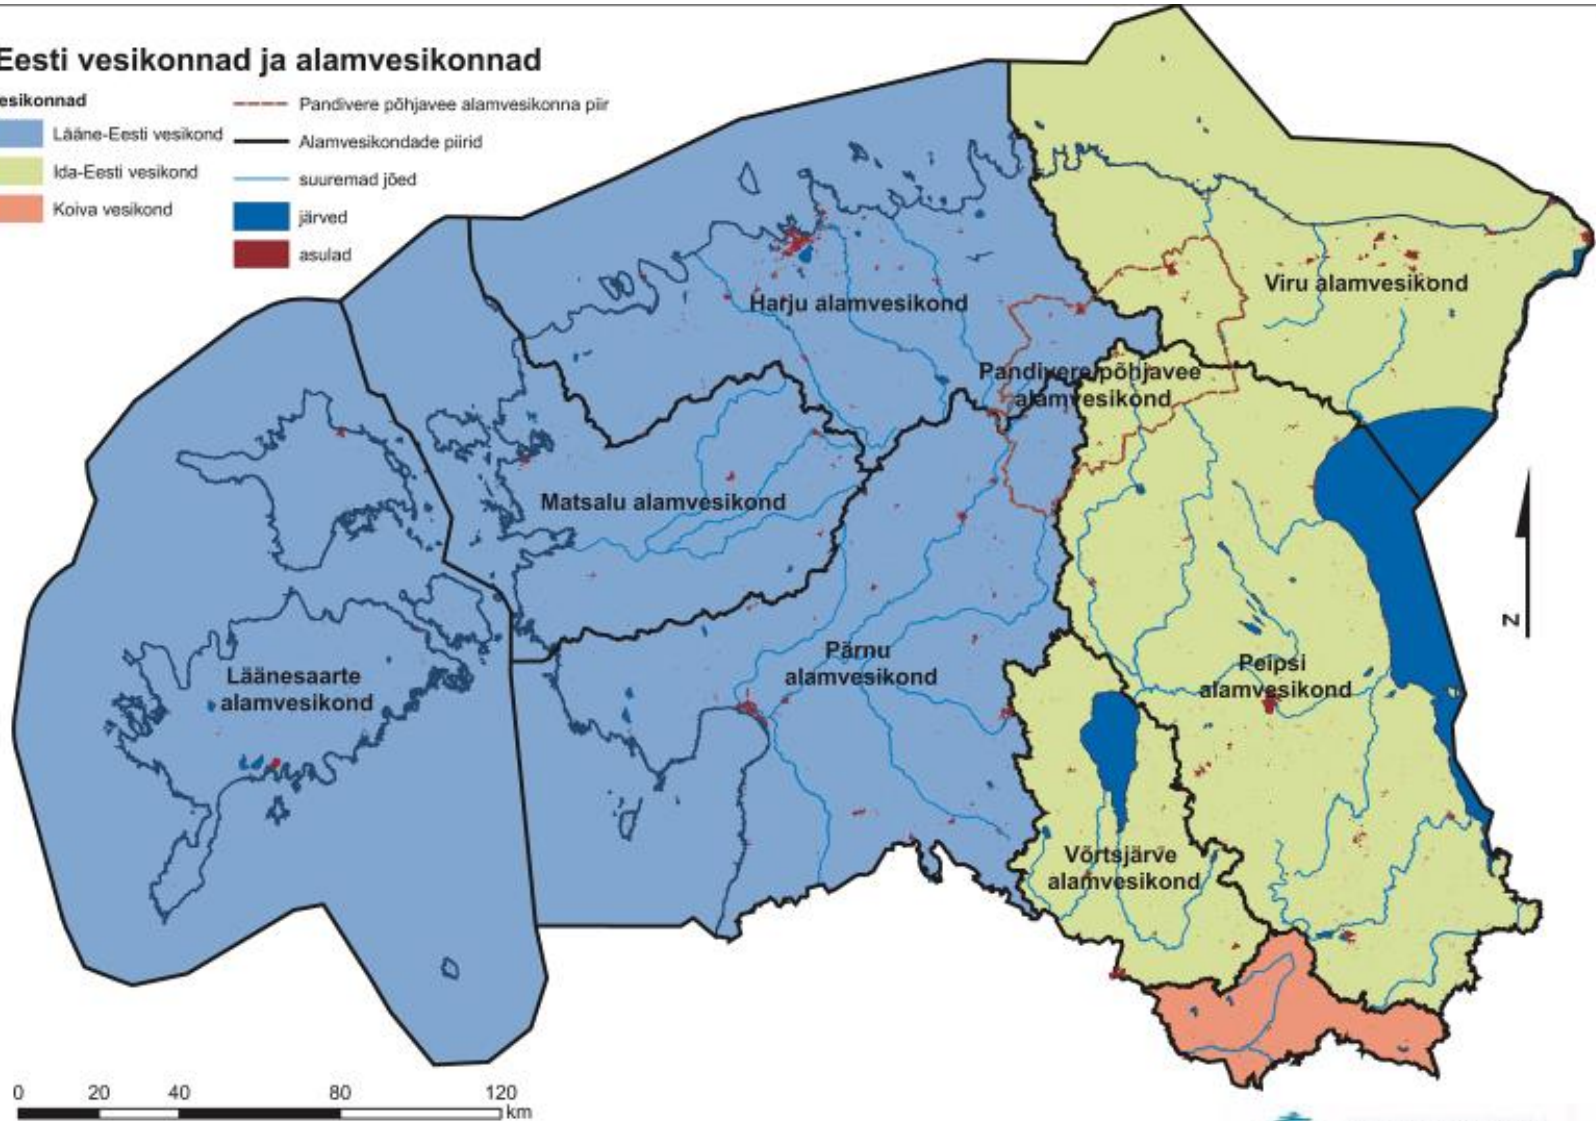 Eesti vesikonnad ja alamvesikonnad
esikonnad
Lääne-Eesti vesikond
Ida-Eesti vesikond
Koiva vesikond
Pandivere põhjavee alamvesikonna piir
Alamvesikondade piirid
suuremad jõed
järved
asulad
Harju alamvesikond
Viru alamvesikond
Pandivere põhjavee
alamvesikond
Matsalu alamvesikond
Läänesaarte
alamvesikond
Pärnu
alamvesikond
Peipsi
alamvesikond
Võrtsjärve
alamvesikond
N
0 20 40 80 120
km